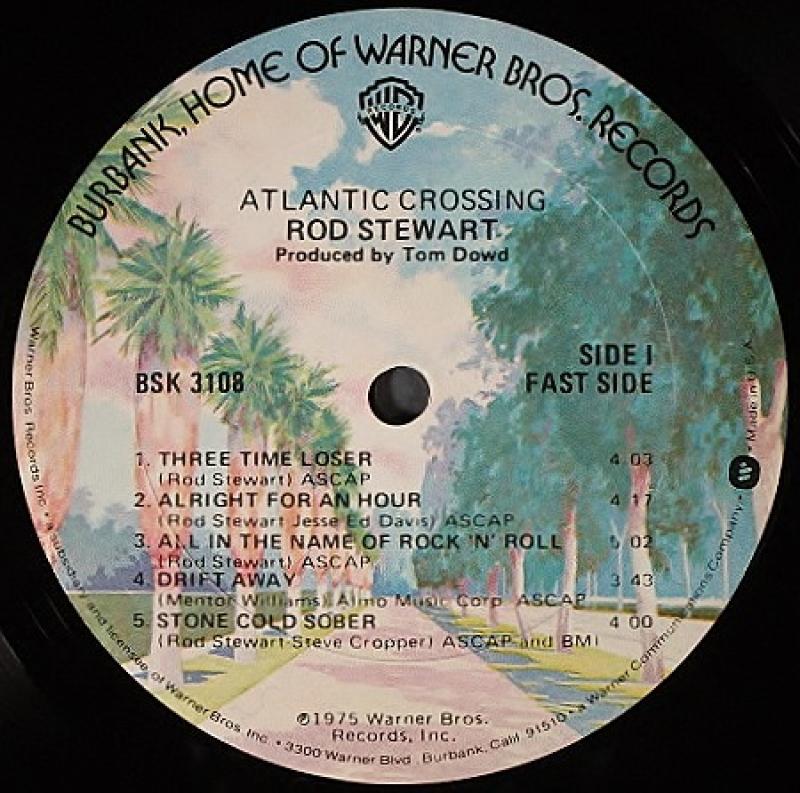 BURBANK, HOME OF WARNER BROS. RECORDS
WB
RECORDS
®
ATLANTIC CROSSING
ROD STEWART
Produced by Tom Dowd
BSK 3108
SIDE I
FAST SIDE
1. THREE TIME LOSER 4 03
(Rod Stewart) ASCAP
2. ALRIGHT FOR AN HOUR 4 17
(Rod Stewart Jesse Ed Davis) ASCAP
3. ALL IN THE NAME OF ROCK 'N' ROLL 5 02
(Rod Stewart) ASCAP
4. DRIFT AWAY 3 43
(Mentor Williams) Almo Music Corp. ASCAP
5. STONE COLD SOBER 4 00
(Rod Stewart-Steve Cropper) ASCAP and BMI
℗1975 Warner Bros.
Records, Inc.
Warner Bros. Records Inc. • a subsidiary and licensee of Warner Bros. Inc. • 3300 Warner Blvd., Burbank, Calif. 91510 • a Warner Communications Company. • Made in U.S.A.